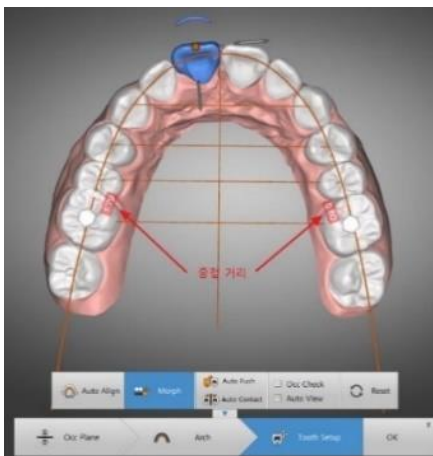 중첩 거리
Auto Align
Morph
Auto Push
Auto Contact
Occ Check
Auto View
Reset
Occ Plane
Arch
Tooth Setup
OK